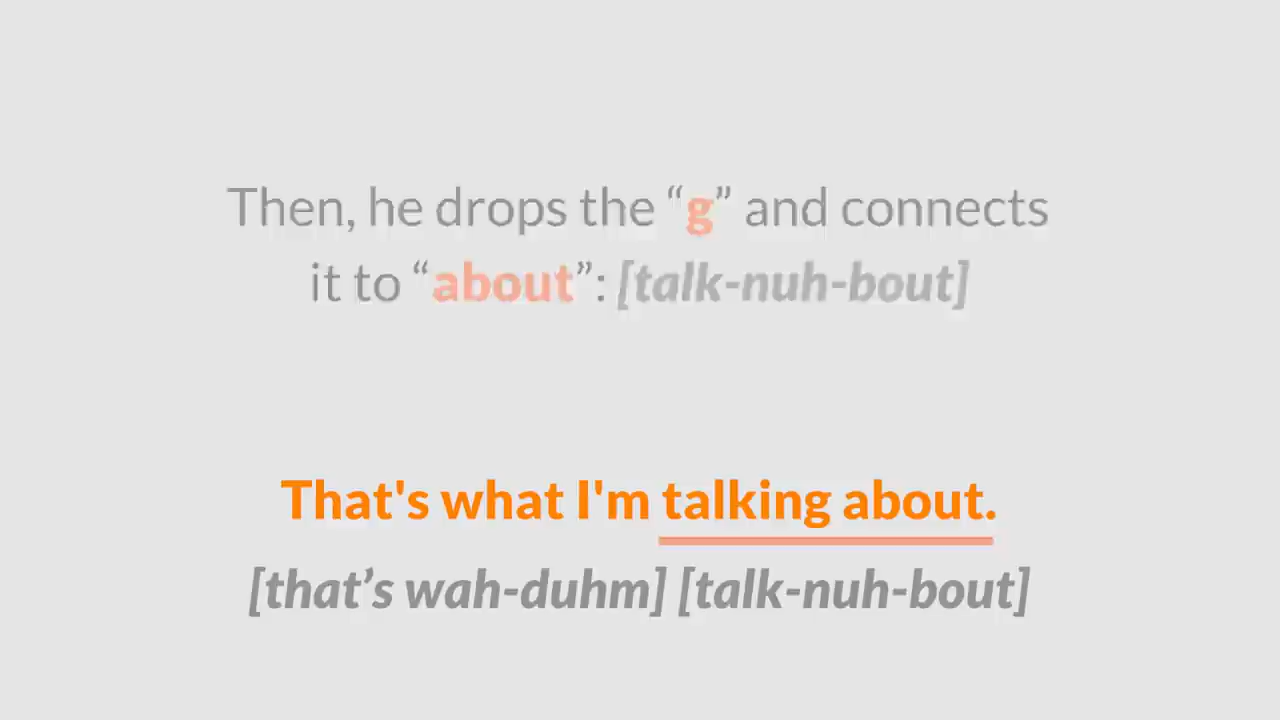 Then, he drops the “g” and connects
it to “about”: [talk-nuh-bout]
That's what I'm talking about.
[that’s wah-duhm] [talk-nuh-bout]